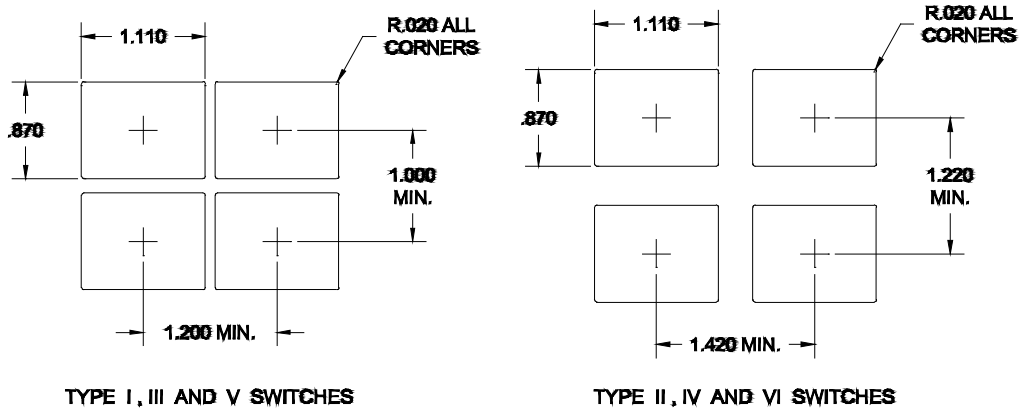 1.110
R.020 ALL
CORNERS
.870
1.000
MIN.
1.200 MIN.
TYPE I, III AND V SWITCHES
1.110
R.020 ALL
CORNERS
.870
1.220
MIN.
1.420 MIN.
TYPE II, IV AND VI SWITCHES